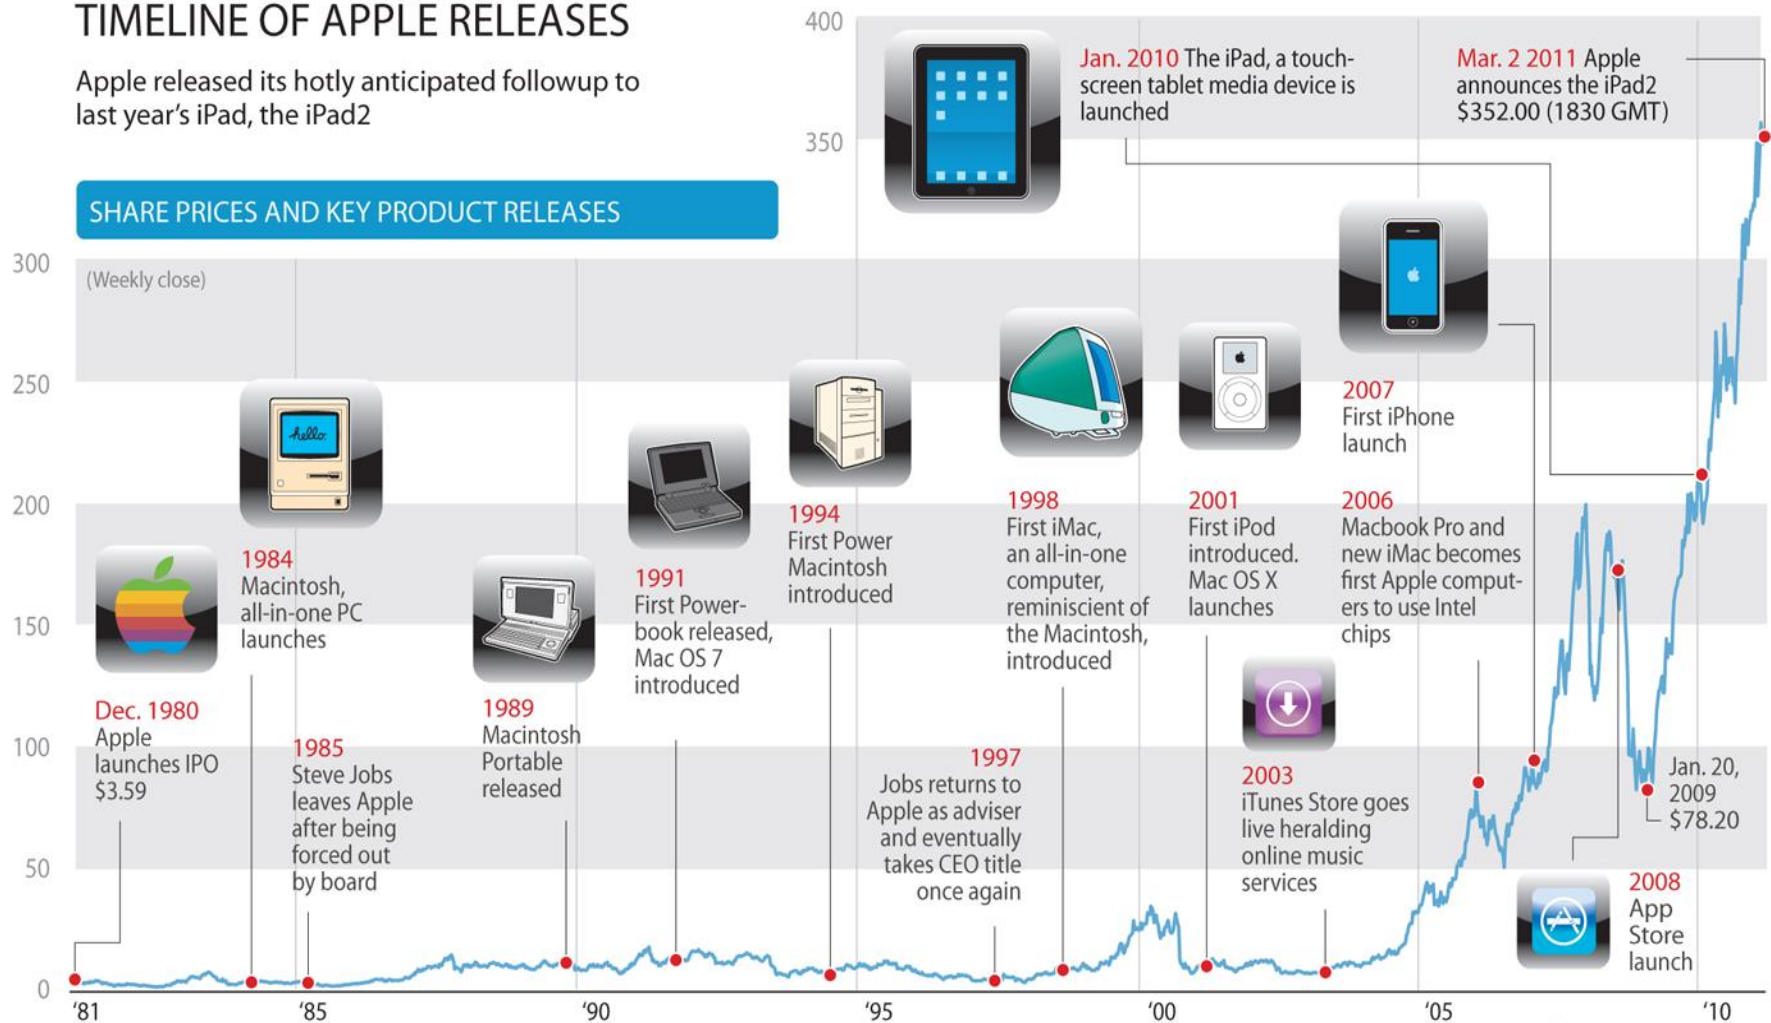 TIMELINE OF APPLE RELEASES
Apple released its hotly anticipated followup to
last year's iPad, the iPad2
SHARE PRICES AND KEY PRODUCT RELEASES
(Weekly close)
400
350
300
250
200
150
100
50
0
Dec. 1980
Apple
launches IPO
$3.59
hello.
1984
Macintosh,
all-in-one PC
launches
1985
Steve Jobs
leaves Apple
after being
forced out
by board
1989
Macintosh
Portable
released
1991
First Power-
book released,
Mac OS 7
introduced
1994
First Power
Macintosh
introduced
1997
Jobs returns to
Apple as adviser
and eventually
takes CEO title
once again
1998
First iMac,
an all-in-one
computer,
reminiscient of
the Macintosh,
introduced
2001
First iPod
introduced.
Mac OS X
launches
2003
iTunes Store goes
live heralding
online music
services
2006
Macbook Pro and
new iMac becomes
first Apple comput-
ers to use Intel
chips
2007
First iPhone
launch
2008
App
Store
launch
Jan. 20,
2009
$78.20
Jan. 2010 The iPad, a touch-
screen tablet media device is
launched
Mar. 2 2011 Apple
announces the iPad2
$352.00 (1830 GMT)
'81
'85
'90
'95
'00
'05
'10